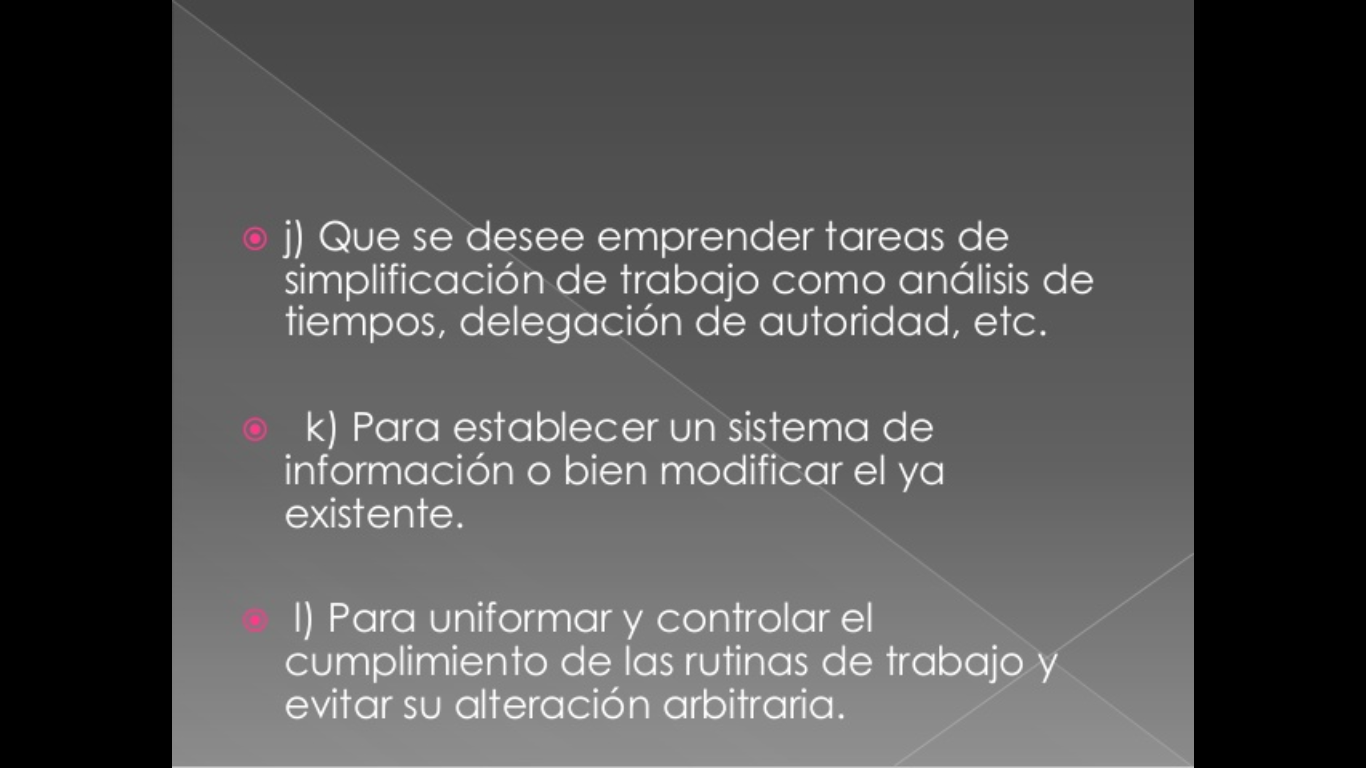 j) Que se desee emprender tareas de
simplificación de trabajo como análisis de
tiempos, delegación de autoridad, etc.
k) Para establecer un sistema de
información o bien modificar el ya
existente.
l) Para uniformar y controlar el
cumplimiento de las rutinas de trabajo y
evitar su alteración arbitraria.